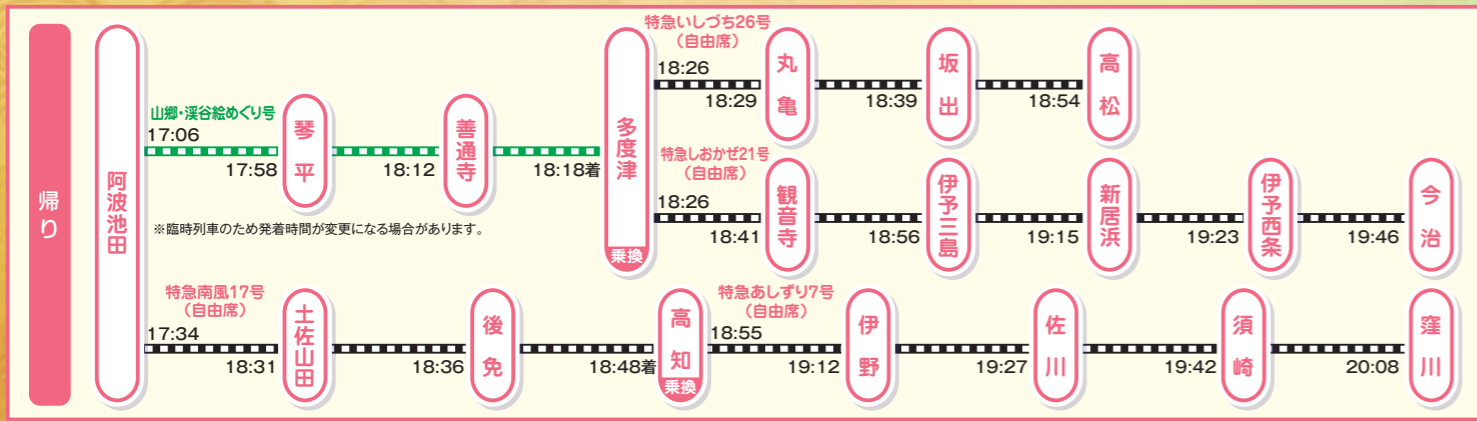 帰り
阿波池田
山郷・渓谷絵めぐり号
17:06
17:58
琴平
18:12
善通寺
18:18着
多度津
乗換
※臨時列車のため発着時間が変更になる場合があります。
特急いしづち26号
（自由席）
18:26
18:29
丸亀
18:39
坂出
18:54
高松
特急しおかぜ21号
（自由席）
18:26
18:41
観音寺
18:56
伊予三島
19:15
新居浜
19:23
伊予西条
19:46
今治
特急南風17号
（自由席）
17:34
18:31
土佐山田
18:36
後免
18:48着
高知
乗換
特急あしずり7号
（自由席）
18:55
19:12
伊野
19:27
佐川
19:42
須崎
20:08
窪川